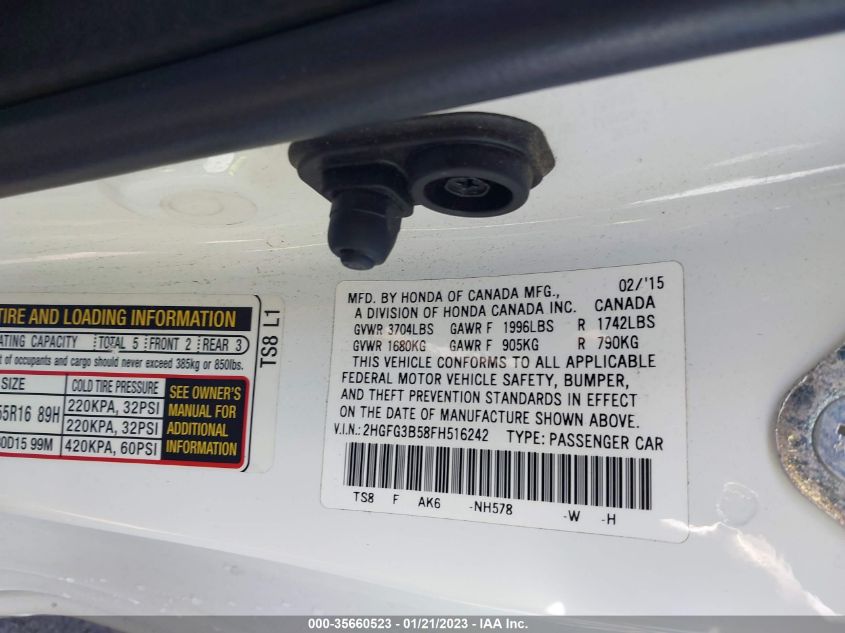 TIRE AND LOADING INFORMATION
ATING CAPACITY TOTAL 5 FRONT 2 REAR 3
t of occupants and cargo should never exceed 385kg or 850lbs.
SIZE COLD TIRE PRESSURE
55R16 89H 220KPA, 32PSI
220KPA, 32PSI
D15 99M 420KPA, 60PSI
SEE OWNER'S
MANUAL FOR
ADDITIONAL
INFORMATION
TS8 L1
MFD. BY HONDA OF CANADA MFG., 02/'15
A DIVISION OF HONDA CANADA INC. CANADA
GVWR 3704LBS GAWR F 1996LBS R 1742LBS
GVWR 1680KG GAWR F 905KG R 790KG
THIS VEHICLE CONFORMS TO ALL APPLICABLE
FEDERAL MOTOR VEHICLE SAFETY, BUMPER,
AND THEFT PREVENTION STANDARDS IN EFFECT
ON THE DATE OF MANUFACTURE SHOWN ABOVE.
V.I.N.: 2HGFG3B58FH516242 TYPE: PASSENGER CAR
TS8 F AK6 -NH578 -W -H
000-35660523 - 01/21/2023 - IAA Inc.